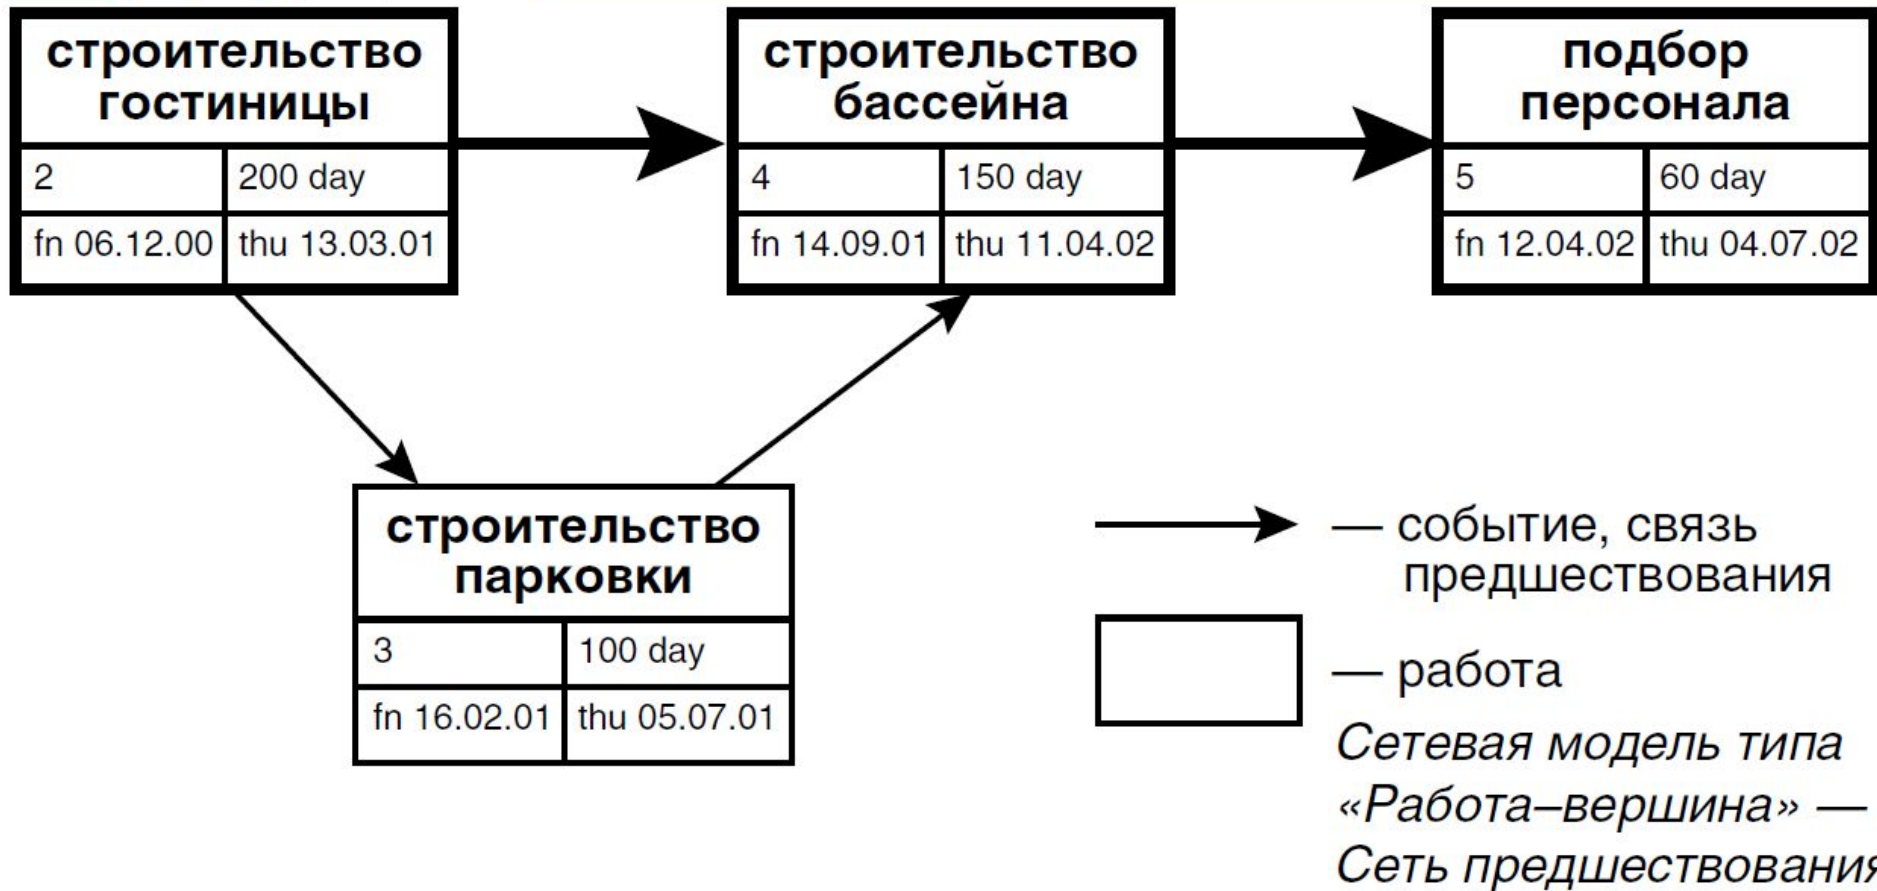 строительство
гостиницы
2 200 day
fn 06.12.00 thu 13.03.01
строительство
бассейна
4 150 day
fn 14.09.01 thu 11.04.02
подбор
персонала
5 60 day
fn 12.04.02 thu 04.07.02
строительство
парковки
3 100 day
fn 16.02.01 thu 05.07.01
— событие, связь
предшествования
— работа
Сетевая модель типа
«Работа–вершина» —
Сеть предшествования